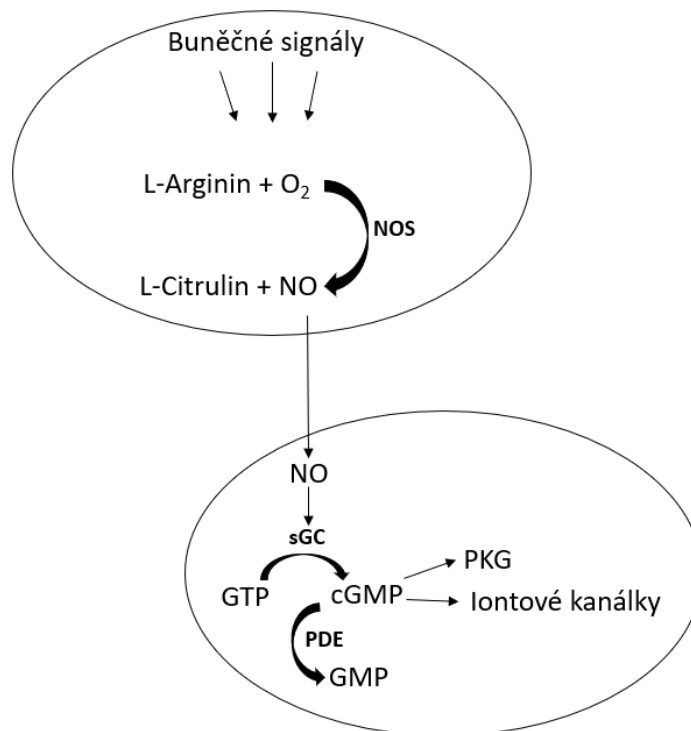 Buněčné signály
L-Arginin + O₂
NOS
L-Citrulin + NO
NO
sGC
PKG
GTP
cGMP
Iontové kanálky
PDE
GMP